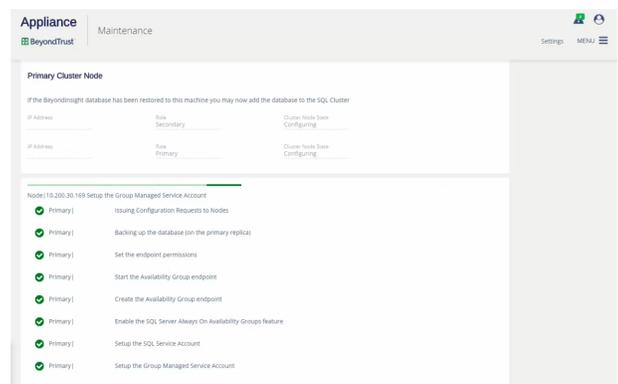 Appliance
BeyondTrust
Maintenance
Settings
MENU
Primary Cluster Node
If the BeyondInsight database has been restored to this machine you may now add the database to the SQL Cluster
IP Address
Role
Secondary
Cluster Node State
Configuring
IP Address
Role
Primary
Cluster Node State
Configuring
Node|10.200.30.169 Setup the Group Managed Service Account
Primary| Issuing Configuration Requests to Nodes
Primary| Backing up the database (on the primary replica)
Primary| Set the endpoint permissions
Primary| Start the Availability Group endpoint
Primary| Create the Availability Group endpoint
Primary| Enable the SQL Server Always On Availability Groups feature
Primary| Setup the SQL Service Account
Primary| Setup the Group Managed Service Account